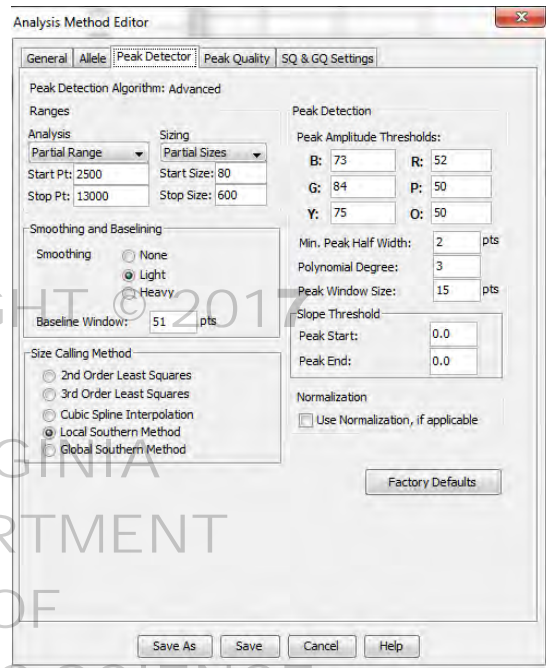 Analysis Method Editor
General Allele Peak Detector Peak Quality SQ & GQ Settings
Peak Detection Algorithm: Advanced
Ranges
Analysis Sizing
Partial Range Partial Sizes
Start Pt: 2500 Start Size: 80
Stop Pt: 13000 Stop Size: 600
Smoothing and Baselining
Smoothing None
Light
Heavy
Baseline Window: 51 pts
Size Calling Method
2nd Order Least Squares
3rd Order Least Squares
Cubic Spline Interpolation
Local Southern Method
Global Southern Method
Peak Detection
Peak Amplitude Thresholds:
B: 73 R: 52
G: 84 P: 50
Y: 75 O: 50
Min. Peak Half Width: 2 pts
Polynomial Degree: 3
Peak Window Size: 15 pts
Slope Threshold
Peak Start: 0.0
Peak End: 0.0
Normalization
Use Normalization, if applicable
Factory Defaults
Save As Save Cancel Help
GHT © 2017
GINIA
RTMENT
OF